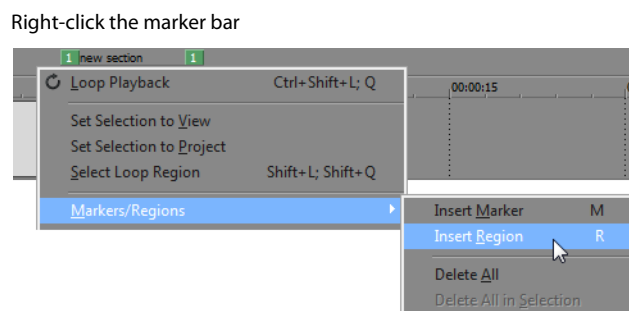 Right-click the marker bar
1 new section 1
Loop Playback Ctrl+Shift+L; Q
00:00:15
Set Selection to View
Set Selection to Project
Select Loop Region Shift+L; Shift+Q
Markers/Regions
Insert Marker M
Insert Region R
Delete All
Delete All in Selection